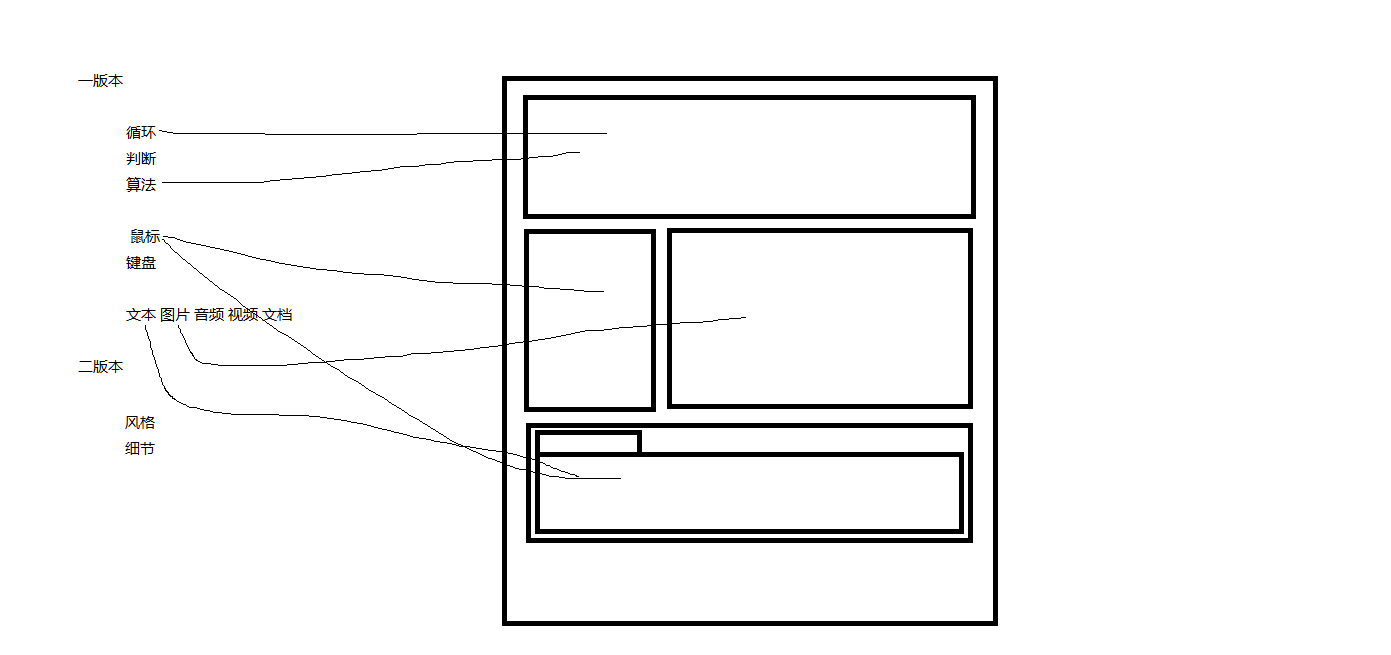 一版本
循环
判断
算法
鼠标
键盘
文本 图片 音频 视频 文档
二版本
风格
细节